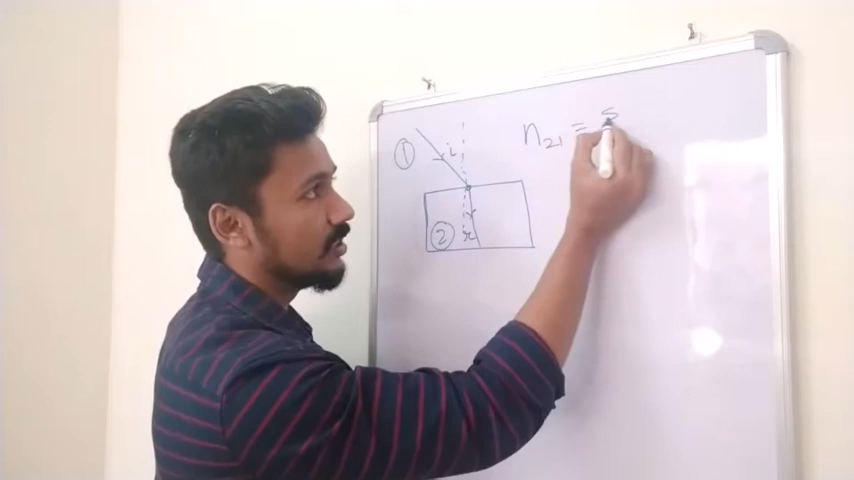 n₂₁ = s
① i
② r